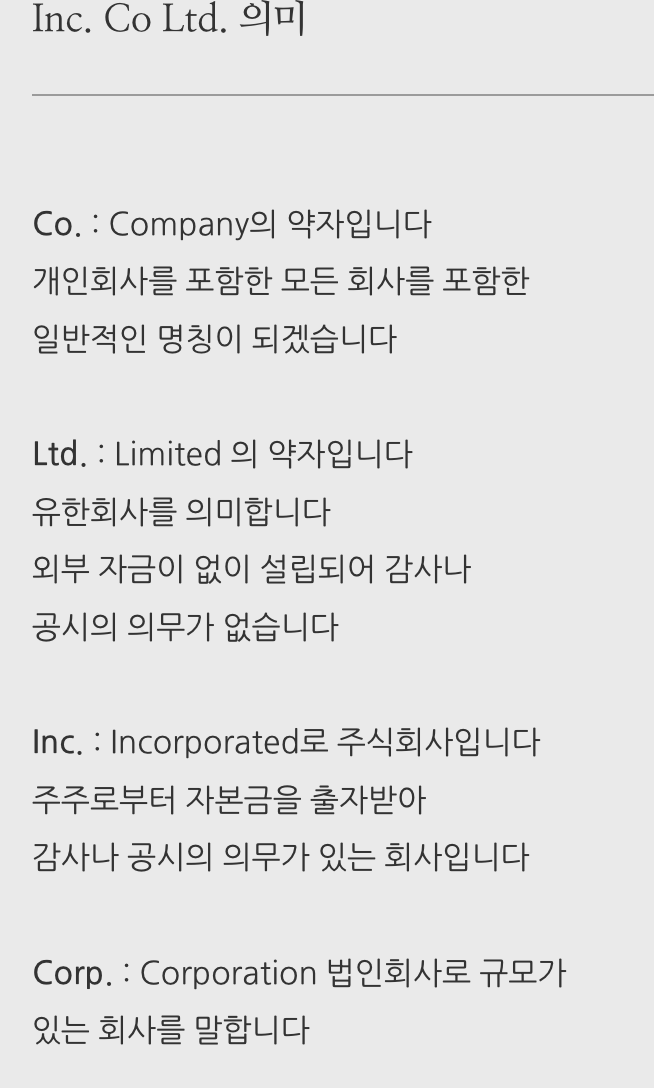 Inc. Co Ltd. 의미
Co. : Company의 약자입니다
개인회사를 포함한 모든 회사를 포함한
일반적인 명칭이 되겠습니다
Ltd. : Limited 의 약자입니다
유한회사를 의미합니다
외부 자금이 없이 설립되어 감사나
공시의 의무가 없습니다
Inc. : Incorporated로 주식회사입니다
주주로부터 자본금을 출자받아
감사나 공시의 의무가 있는 회사입니다
Corp. : Corporation 법인회사로 규모가
있는 회사를 말합니다